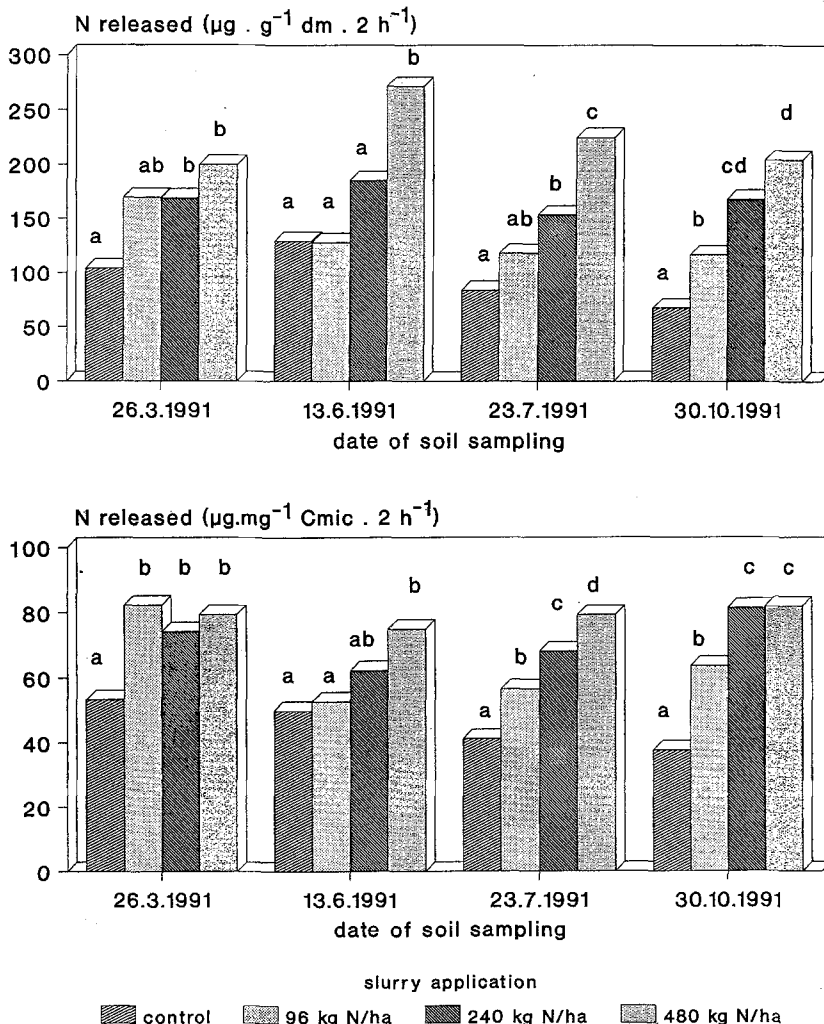 N released (µg . g⁻¹ dm . 2 h⁻¹)
300
250
200
150
100
50
0
a ab b b
a a a b
a ab b c
a b cd d
26.3.1991 13.6.1991 23.7.1991 30.10.1991
date of soil sampling
N released (µg.mg⁻¹ Cmic . 2 h⁻¹)
100
80
60
40
20
0
a b b b
a a ab b
a b c d
a b c c
26.3.1991 13.6.1991 23.7.1991 30.10.1991
date of soil sampling
slurry application
control 96 kg N/ha 240 kg N/ha 480 kg N/ha